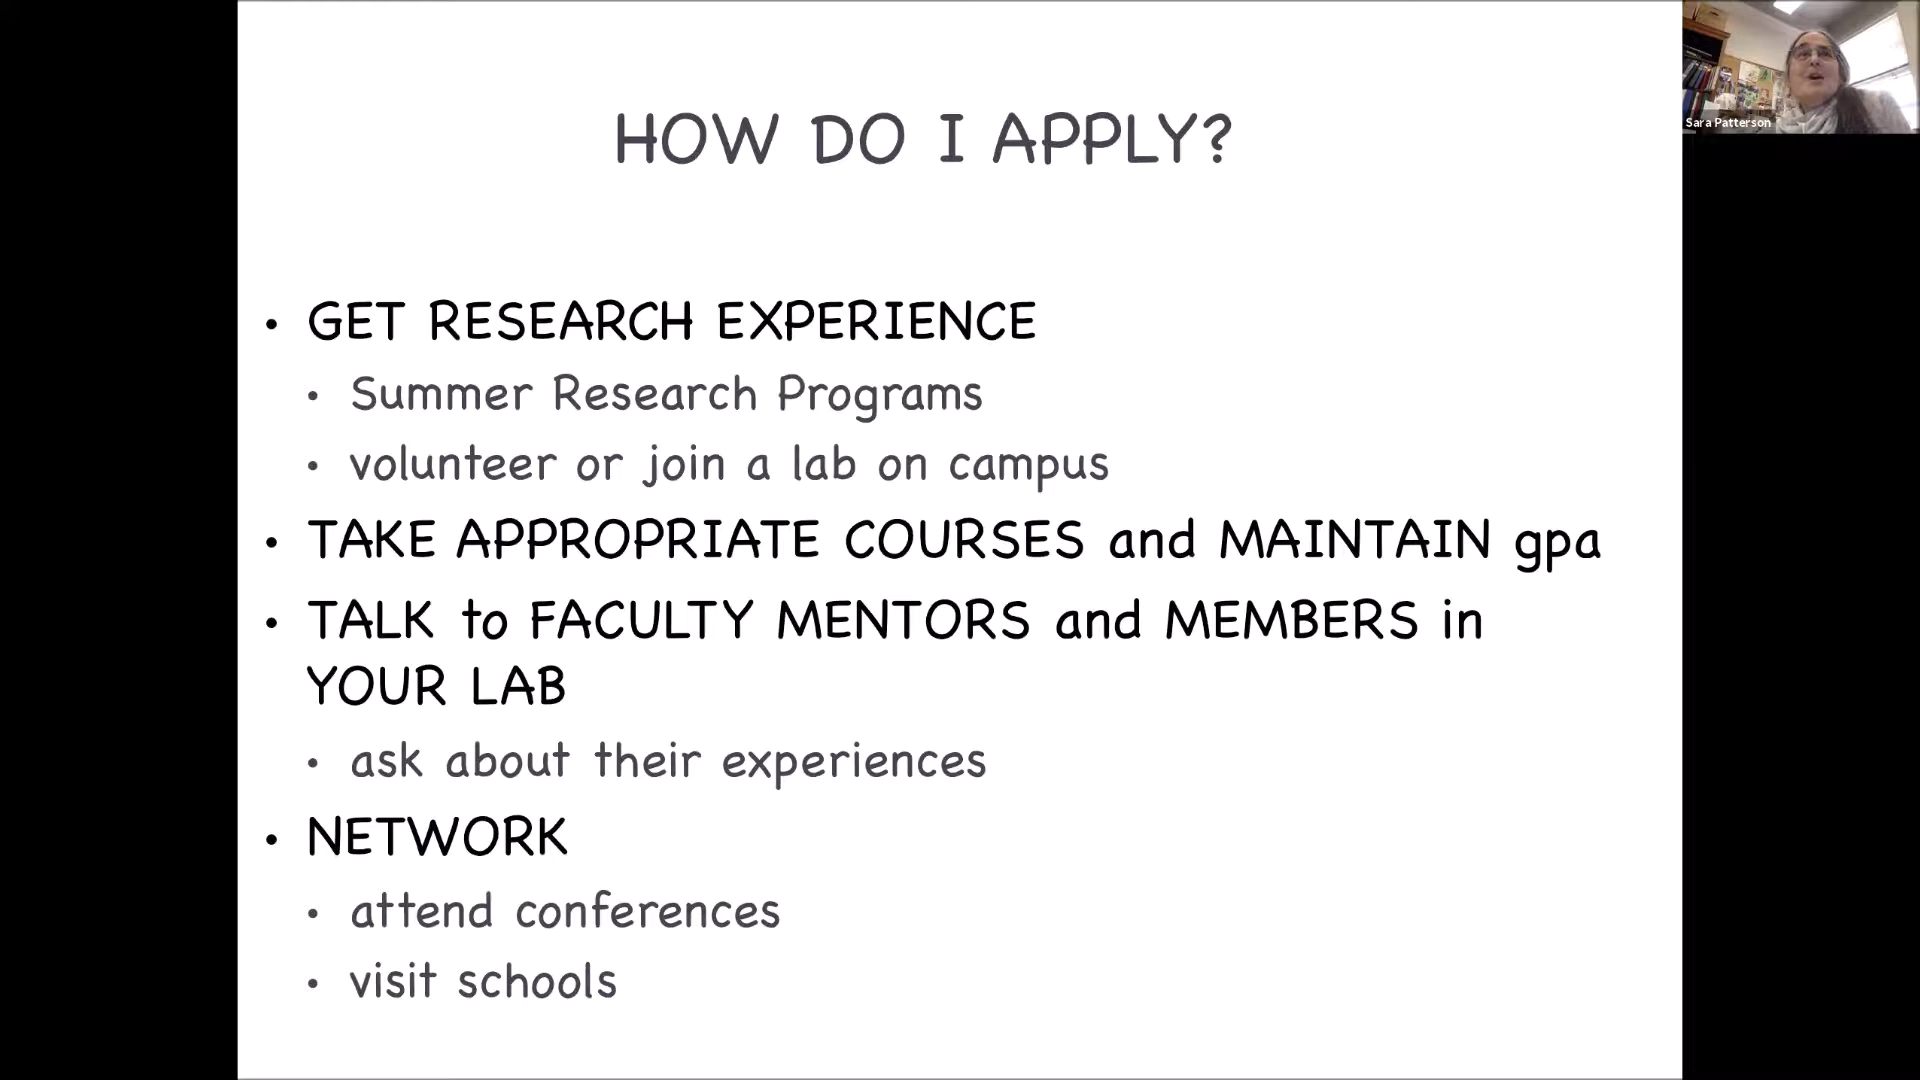 HOW DO I APPLY?
• GET RESEARCH EXPERIENCE
• Summer Research Programs
• volunteer or join a lab on campus
• TAKE APPROPRIATE COURSES and MAINTAIN gpa
• TALK to FACULTY MENTORS and MEMBERS in
YOUR LAB
• ask about their experiences
• NETWORK
• attend conferences
• visit schools
Sara Patterson